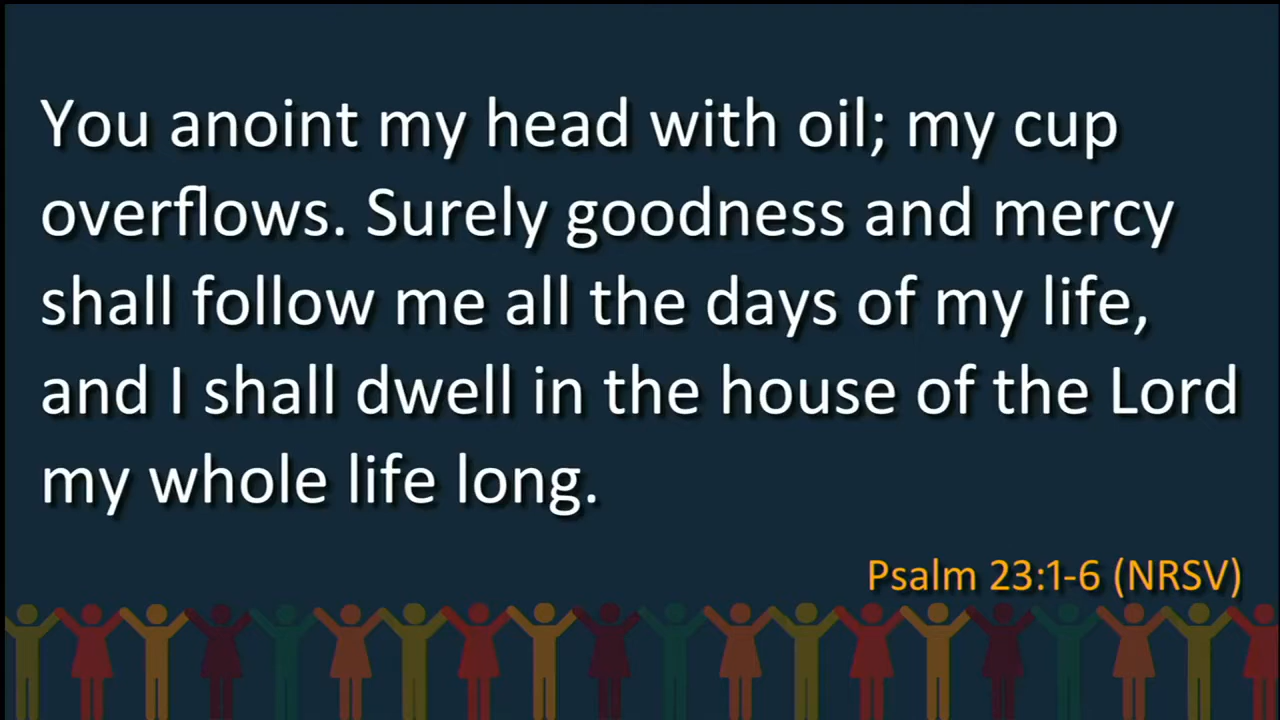 You anoint my head with oil; my cup
overflows. Surely goodness and mercy
shall follow me all the days of my life,
and I shall dwell in the house of the Lord
my whole life long.
Psalm 23:1-6 (NRSV)